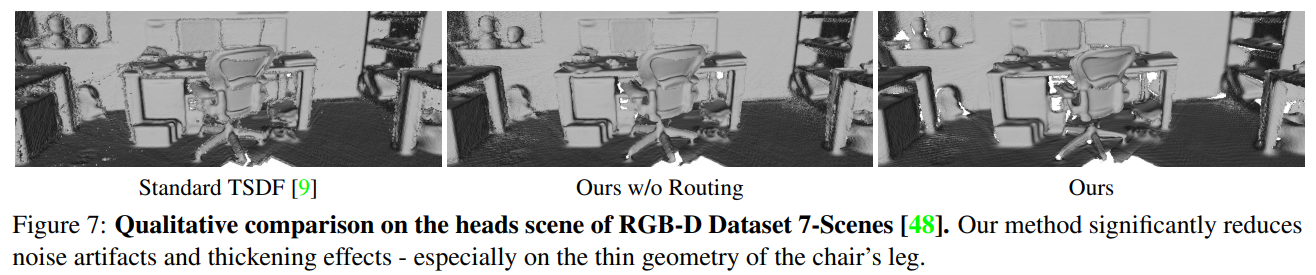 Standard TSDF [9]
Ours w/o Routing
Ours
Figure 7: Qualitative comparison on the heads scene of RGB-D Dataset 7-Scenes [48]. Our method significantly reduces
noise artifacts and thickening effects - especially on the thin geometry of the chair's leg.